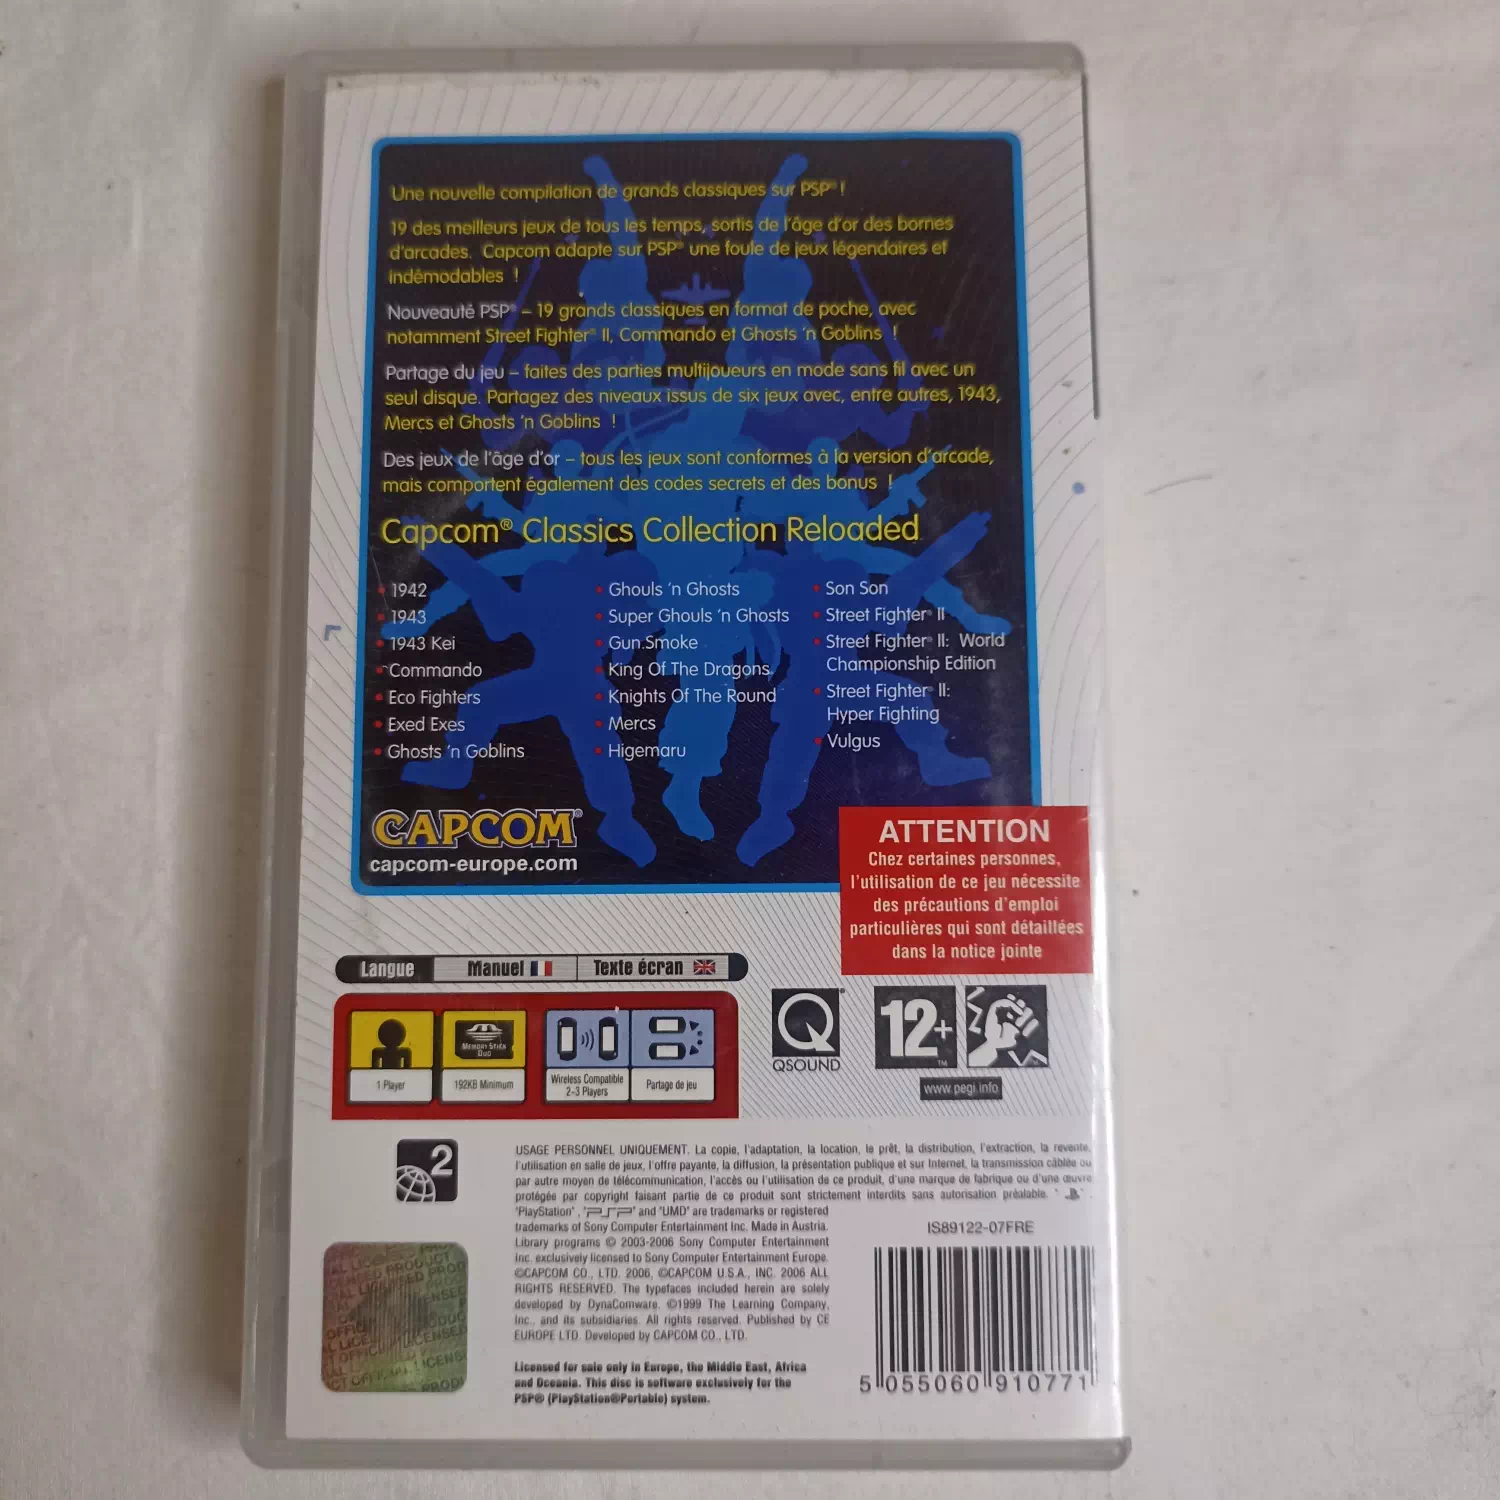 Une nouvelle compilation de grands classiques sur PSP® !
19 des meilleurs jeux de tous les temps, sortis de l'âge d'or des bornes
d'arcades. Capcom adapte sur PSP® une foule de jeux légendaires et
indémodables !
Nouveauté PSP® – 19 grands classiques en format de poche, avec
notamment Street Fighter® II, Commando et Ghosts 'n Goblins !
Partage du jeu – faites des parties multijoueurs en mode sans fil avec un
seul disque. Partagez des niveaux issus de six jeux avec, entre autres, 1943,
Mercs et Ghosts 'n Goblins !
Des jeux de l'âge d'or – tous les jeux sont conformes à la version d'arcade,
mais comportent également des codes secrets et des bonus !
Capcom® Classics Collection Reloaded
• 1942
• 1943
• 1943 Kei
• Commando
• Eco Fighters
• Exed Exes
• Ghosts 'n Goblins
• Ghouls 'n Ghosts
• Super Ghouls 'n Ghosts
• Gun.Smoke
• King Of The Dragons
• Knights Of The Round
• Mercs
• Higemaru
• Son Son
• Street Fighter® II
• Street Fighter® II: World
Championship Edition
• Street Fighter® II:
Hyper Fighting
• Vulgus
CAPCOM®
capcom-europe.com
ATTENTION
Chez certaines personnes,
l'utilisation de ce jeu nécessite
des précautions d'emploi
particulières qui sont détaillées
dans la notice jointe
Langue Manuel Texte écran
MEMORY STICK
DUO
1 Player
192KB Minimum
Wireless Compatible
2-3 Players
Partage de jeu
QSOUND
12+
www.pegi.info
2
USAGE PERSONNEL UNIQUEMENT. La copie, l'adaptation, la location, le prêt, la distribution, l'extraction, la revente,
l'utilisation en salle de jeux, l'offre payante, la diffusion, la présentation publique et sur Internet, la transmission câblée ou
par autre moyen de télécommunication, l'accès ou l'utilisation de ce produit, d'une marque de fabrique ou d'une œuvre
protégée par copyright faisant partie de ce produit sont strictement interdits sans autorisation préalable. "
"PlayStation", "PSP" and "UMD" are trademarks or registered
trademarks of Sony Computer Entertainment Inc. Made in Austria.
Library programs © 2003-2006 Sony Computer Entertainment
Inc. exclusively licensed to Sony Computer Entertainment Europe.
©CAPCOM CO., LTD. 2006, ©CAPCOM U.S.A., INC. 2006 ALL
RIGHTS RESERVED. The typefaces included herein are solely
developed by DynaComware. ©1999 The Learning Company,
Inc., and its subsidiaries. All rights reserved. Published by CE
EUROPE LTD. Developed by CAPCOM CO., LTD.
Licensed for sale only in Europe, the Middle East, Africa
and Oceania. This disc is software exclusively for the
PSP® (PlayStation®Portable) system.
IS89122-07FRE
5 055060 910771